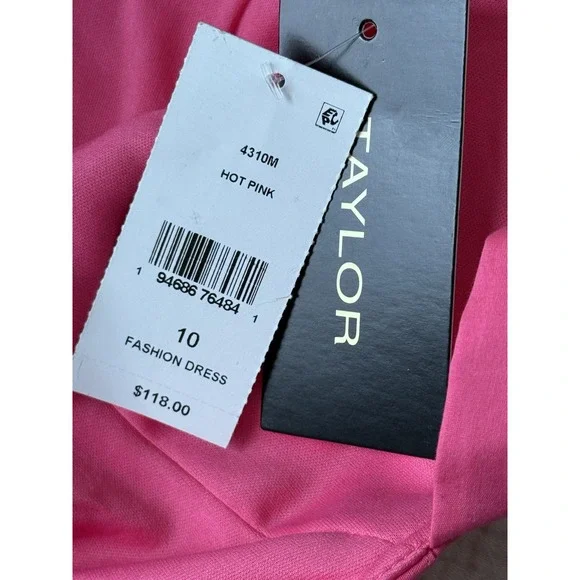 4310M
HOT PINK
1 94686 76484 1
10
FASHION DRESS
$118.00
TAYLOR